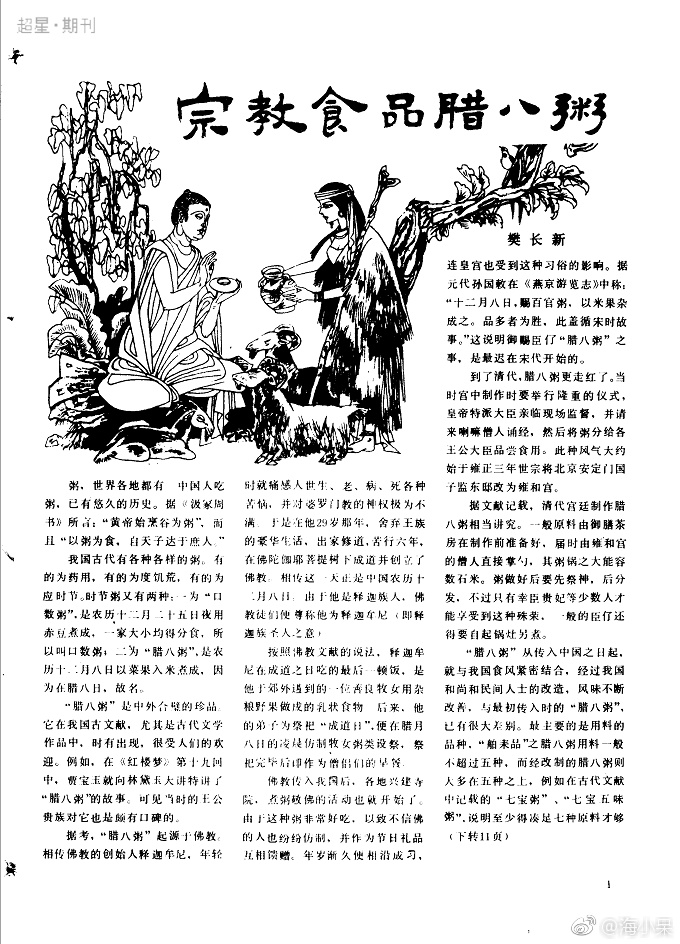 超星·期刊
宗教食品腊八粥
樊长新
粥，世界各地都有 中国人吃
粥，已有悠久的历史。据《汲冢周
书》所言：“黄帝始烹谷为粥”，而
且“以粥为食，自天子达于庶人。”
我国古代有各种各样的粥。有
的为药用，有的为度饥荒，有的为
应时节。时节粥又有两种：一为“口
数粥”，是农历十二月二十五日夜用
赤豆煮成，一家大小均得分食，所
以叫口数粥；二为“腊八粥”，是农
历十二月八日以菜果入米煮成，因
为在腊八日，故名。
“腊八粥”是中外合璧的珍品。
它在我国古文献，尤其是古代文学
作品中，时有出现，很受人们的欢
迎。例如，在《红楼梦》第十九回
中，贾宝玉就向林黛玉大讲特讲了
“腊八粥”的故事。可见当时的王公
贵族对它也是颇有口碑的。
据考，“腊八粥”起源于佛教。
相传佛教的创始人释迦牟尼，年轻
时就痛感人世生、老、病、死各种
苦恼，并对婆罗门教的神权极为不
满。于是在他29岁那年，舍弃王族
的豪华生活，出家修道，苦行六年，
在佛陀伽耶菩提树下成道并创立了
佛教。相传这一天正是中国农历十
二月八日。由于他是释迦族人，佛
教徒们便尊称他为释迦牟尼（即释
迦族圣人之意）
按照佛教文献的说法，释迦牟
尼在成道之日吃的最后一顿饭，是
他于郊外遇到的一位善良牧女用杂
粮野果做成的乳状食物 后来，他
的弟子为祭祀“成道日”，便在腊月
八日的凌晨仿制牧女粥类设祭，祭
祀完毕后即作为僧侣们的早餐
佛教传入我国后，各地兴建寺
院，煮粥敬佛的活动也就开始了。
由于这种粥非常好吃，以致不信佛
的人也纷纷仿制，并作为节日礼品
互相馈赠。年岁渐久便相沿成习，
连皇宫也受到这种习俗的影响。据
元代孙国敉在《燕京游览志》中称：
“十二月八日，赐百官粥，以米果杂
成之。品多者为胜，此盖循宋时故
事。”这说明御赐臣仔“腊八粥”之
事，是最迟在宋代开始的。
到了清代，腊八粥更走红了。当
时宫中制作时要举行隆重的仪式，
皇帝特派大臣亲临现场监督，并请
来喇嘛僧人诵经，然后将粥分给各
王公大臣品尝食用。此种风气大约
始于雍正三年世宗将北京安定门国
子监东邸改为雍和宫。
据文献记载，清代宫廷制作腊
八粥相当讲究。一般原料由御膳茶
房在制作前准备好，届时由雍和宫
的僧人直接掌勺，其粥锅之大能容
数石米。粥做好后要先祭神，后分
发，不过只有幸臣贵妃等少数人才
能享受到这种殊荣，一般的臣仔还
得要自起锅灶另煮。
“腊八粥”从传入中国之日起，
就与我国食风紧密结合，经过我国
和尚和民间人士的改造，风味不断
改善，与最初传入时的“腊八粥”，
已有很大差别。最主要的是用料的
品种，“舶来品”之腊八粥用料一般
不超过五种，而经改制的腊八粥则
大多在五种之上，例如在古代文献
中记载的“七宝粥”、“七宝五味
粥”，说明至少得凑足七种原料才够
（下转11页）
1
@海小呆